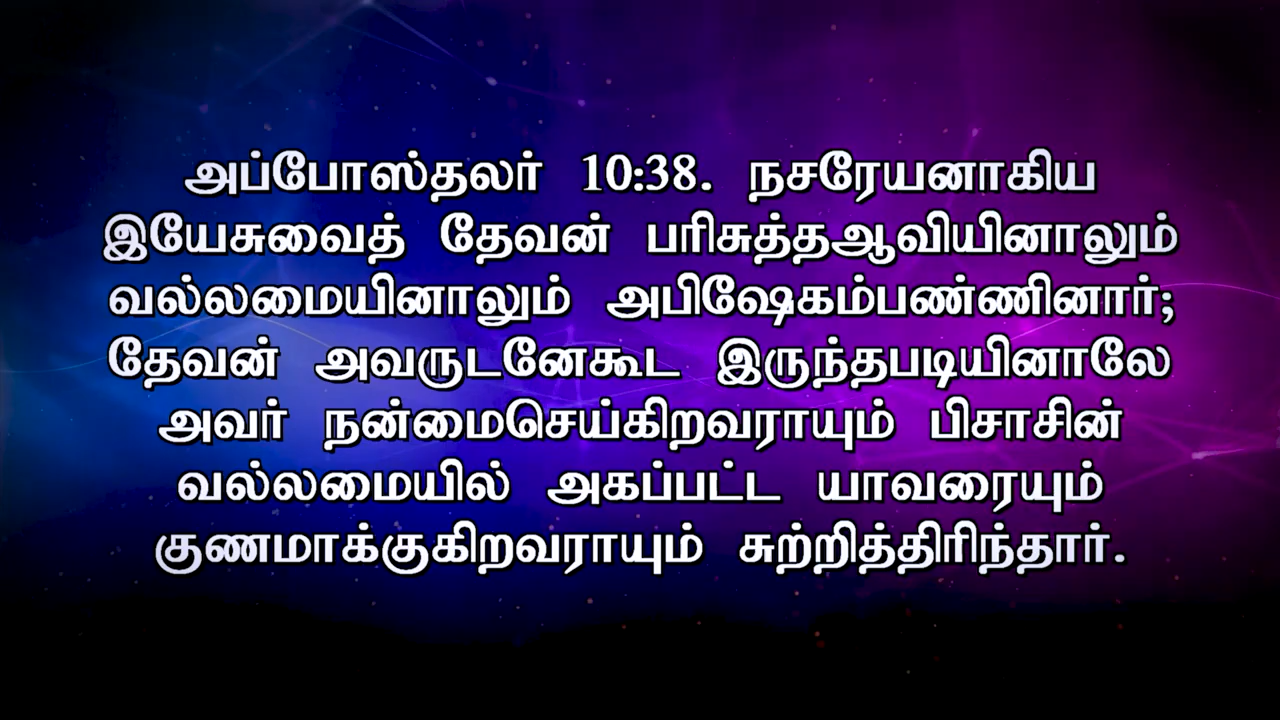 அப்போஸ்தலர் 10:38. நசரேயனாகிய
இயேசுவைத் தேவன் பரிசுத்தஆவியினாலும்
வல்லமையினாலும் அபிஷேகம்பண்ணினார்;
தேவன் அவருடனேகூட இருந்தபடியினாலே
அவர் நன்மைசெய்கிறவராயும் பிசாசின்
வல்லமையில் அகப்பட்ட யாவரையும்
குணமாக்குகிறவராயும் சுற்றித்திரிந்தார்.